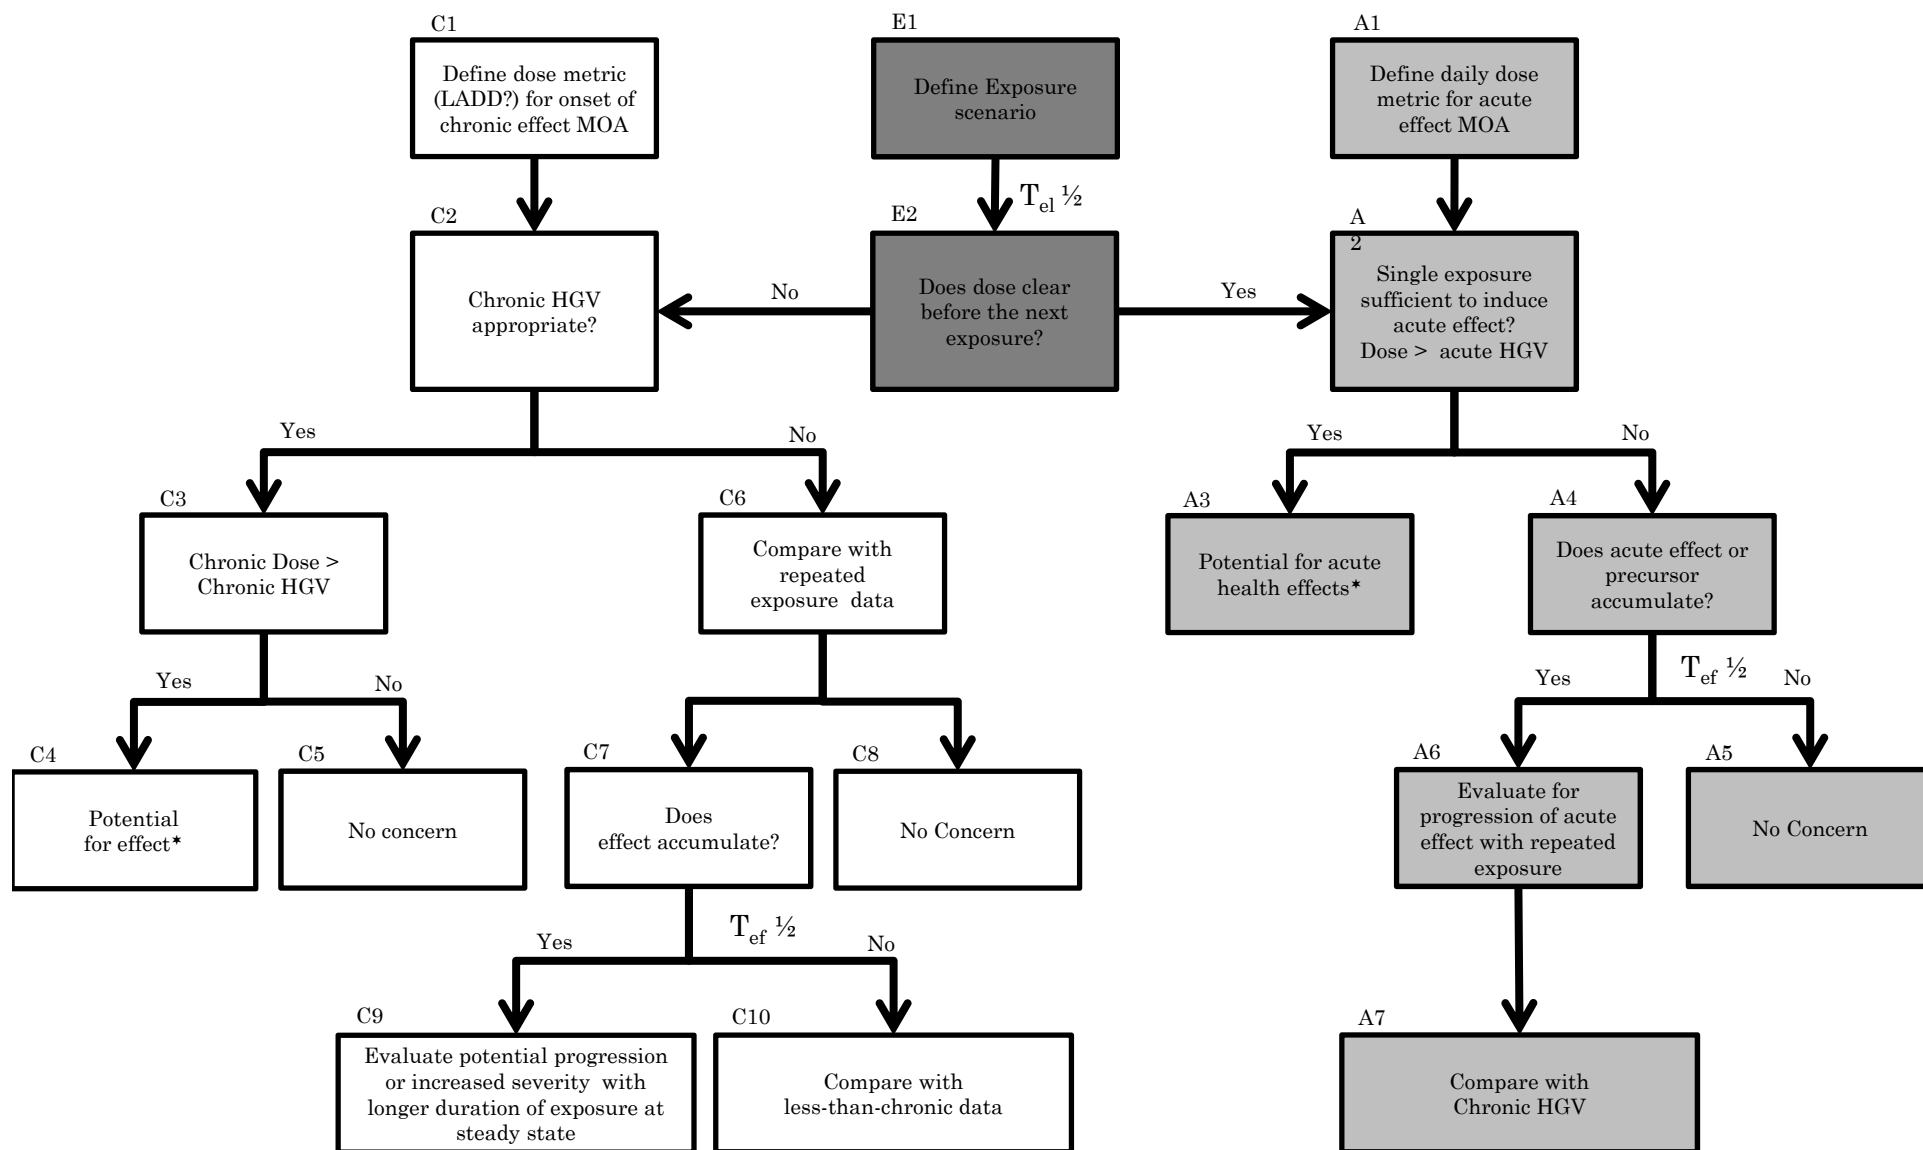 C1
E1
A1
Define dose metric
(LADD?) for onset of
chronic effect MOA
Define Exposure
scenario
Define daily dose
metric for acute
effect MOA
Tel ½
C2
E2
A
2
Chronic HGV
appropriate?
No
Does dose clear
before the next
exposure?
Yes
Single exposure
sufficient to induce
acute effect?
Dose > acute HGV
Yes
No
Yes
No
C3
C6
A3
A4
Chronic Dose >
Chronic HGV
Compare with
repeated
exposure data
Potential for acute
health effects*
Does acute effect or
precursor
accumulate?
Yes
No
Yes
Tef ½
No
C4
C5
C7
C8
A6
A5
Potential
for effect*
No concern
Does
effect accumulate?
No Concern
Evaluate for
progression of acute
effect with repeated
exposure
No Concern
Yes
Tef ½
No
C9
C10
A7
Evaluate potential progression
or increased severity with
longer duration of exposure at
steady state
Compare with
less-than-chronic data
Compare with
Chronic HGV